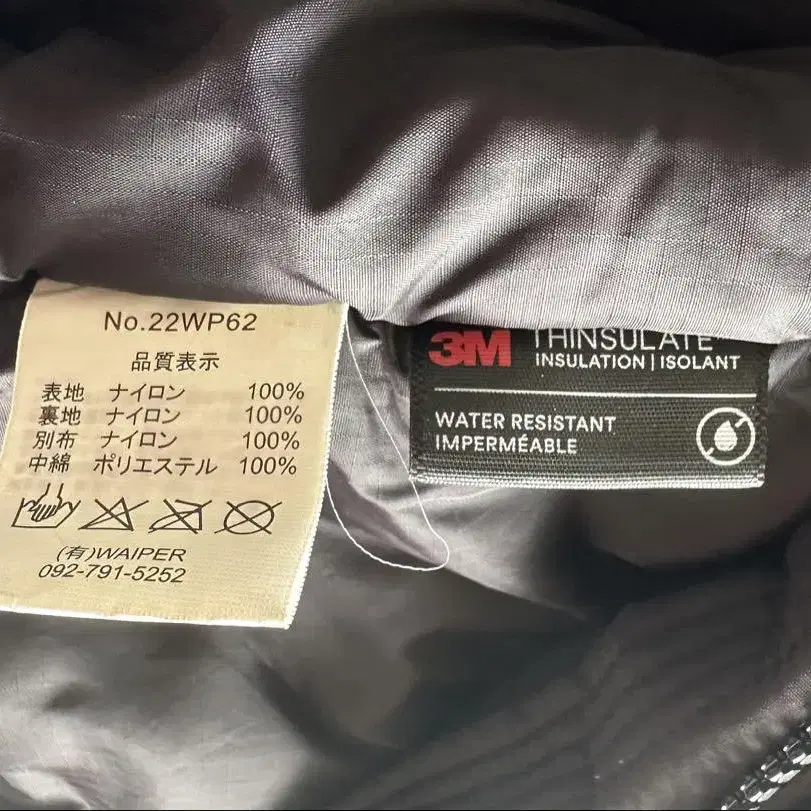 No.22WP62
品質表示
表地 ナイロン 100%
裏地 ナイロン 100%
別布 ナイロン 100%
中綿 ポリエステル 100%
(有)WAIPER
092-791-5252
3M THINSULATE
INSULATION | ISOLANT
WATER RESISTANT
IMPERMÉABLE